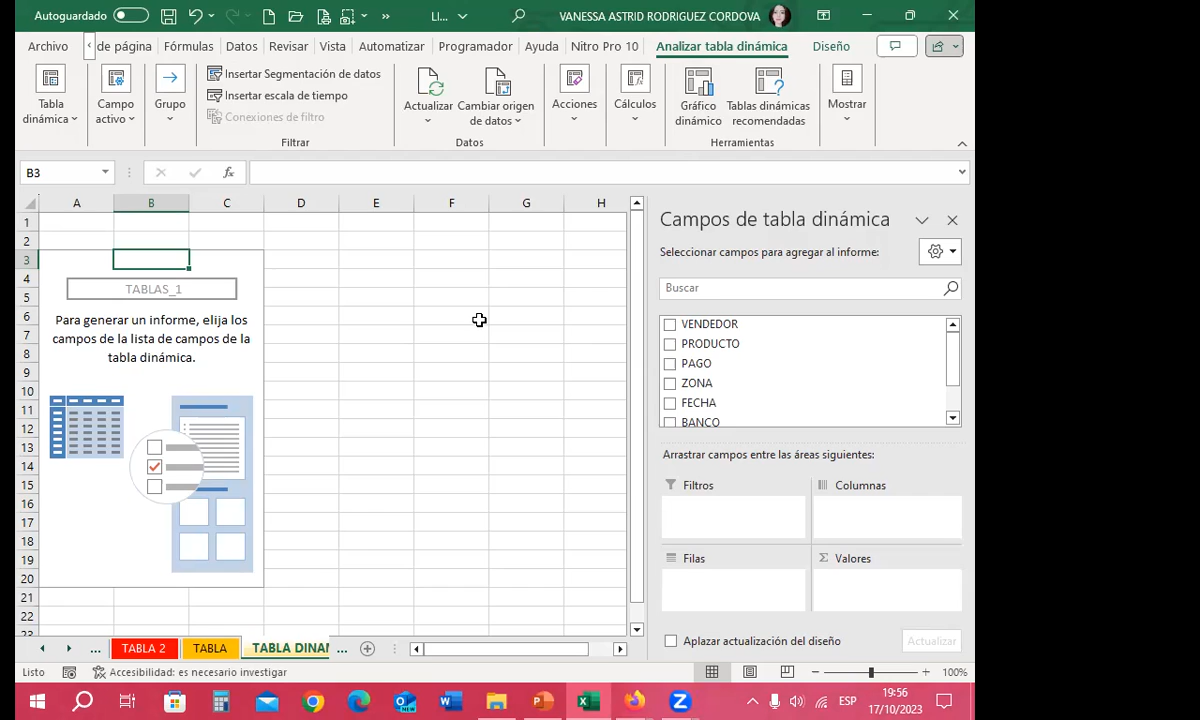 Autoguardado
LI...
VANESSA ASTRID RODRIGUEZ CORDOVA
Archivo
de página
Fórmulas
Datos
Revisar
Vista
Automatizar
Programador
Ayuda
Nitro Pro 10
Analizar tabla dinámica
Diseño
Tabla
dinámica
Campo
activo
Grupo
Insertar Segmentación de datos
Insertar escala de tiempo
Conexiones de filtro
Filtrar
Actualizar
Cambiar origen
de datos
Datos
Acciones
Cálculos
Gráfico
dinámico
Tablas dinámicas
recomendadas
Herramientas
Mostrar
B3
fx
A B C D E F G H
1
2
3
4
5
6
7
8
9
10
11
12
13
14
15
16
17
18
19
20
21
22
23
TABLAS_1
Para generar un informe, elija los
campos de la lista de campos de la
tabla dinámica.
Campos de tabla dinámica
Seleccionar campos para agregar al informe:
Buscar
VENDEDOR
PRODUCTO
PAGO
ZONA
FECHA
BANCO
Arrastrar campos entre las áreas siguientes:
Filtros
Columnas
Filas
Σ Valores
Aplazar actualización del diseño
Actualizar
...
TABLA 2
TABLA
TABLA DINAM
...
Listo
Accesibilidad: es necesario investigar
100%
ESP
19:56
17/10/2023